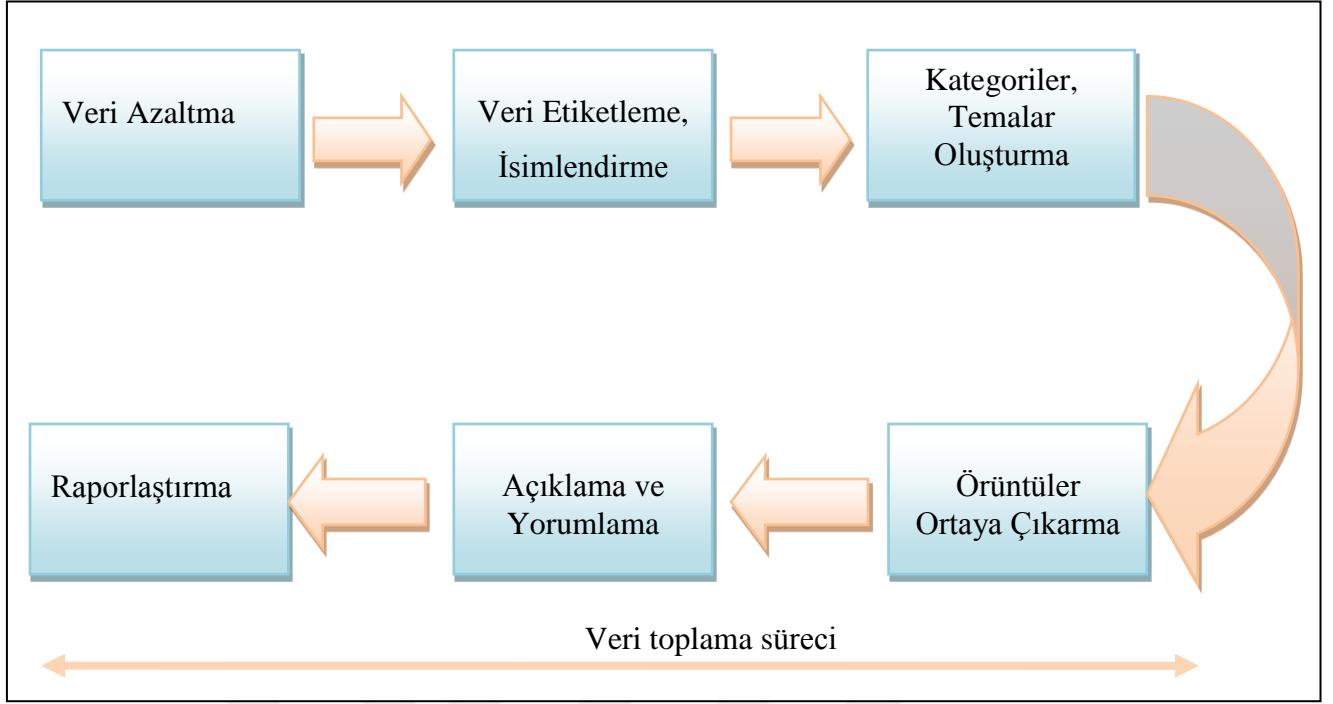 Veri Azaltma
Veri Etiketleme,
İsimlendirme
Kategoriler,
Temalar
Oluşturma
Örüntüler
Ortaya Çıkarma
Açıklama ve
Yorumlama
Raporlaştırma
Veri toplama süreci